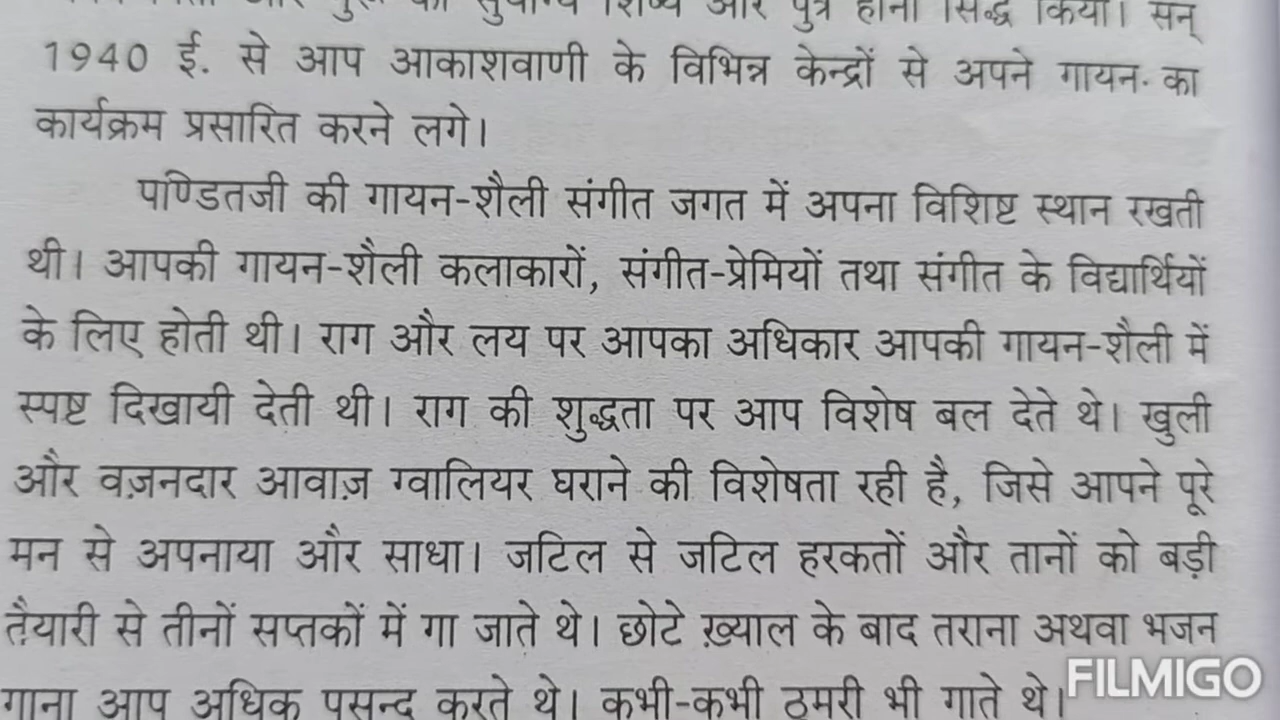 सुयोग्य शिष्य और पुत्र होना सिद्ध किया। सन्
1940 ई. से आप आकाशवाणी के विभिन्न केन्द्रों से अपने गायन. का
कार्यक्रम प्रसारित करने लगे।
पण्डितजी की गायन-शैली संगीत जगत में अपना विशिष्ट स्थान रखती
थी। आपकी गायन-शैली कलाकारों, संगीत-प्रेमियों तथा संगीत के विद्यार्थियों
के लिए होती थी। राग और लय पर आपका अधिकार आपकी गायन-शैली में
स्पष्ट दिखायी देती थी। राग की शुद्धता पर आप विशेष बल देते थे। खुली
और वज़नदार आवाज़ ग्वालियर घराने की विशेषता रही है, जिसे आपने पूरे
मन से अपनाया और साधा। जटिल से जटिल हरकतों और तानों को बड़ी
तैयारी से तीनों सप्तकों में गा जाते थे। छोटे ख़्याल के बाद तराना अथवा भजन
गाना आप अधिक पसन्द करते थे। कभी-कभी ठुमरी भी गाते थे।
FILMIGO